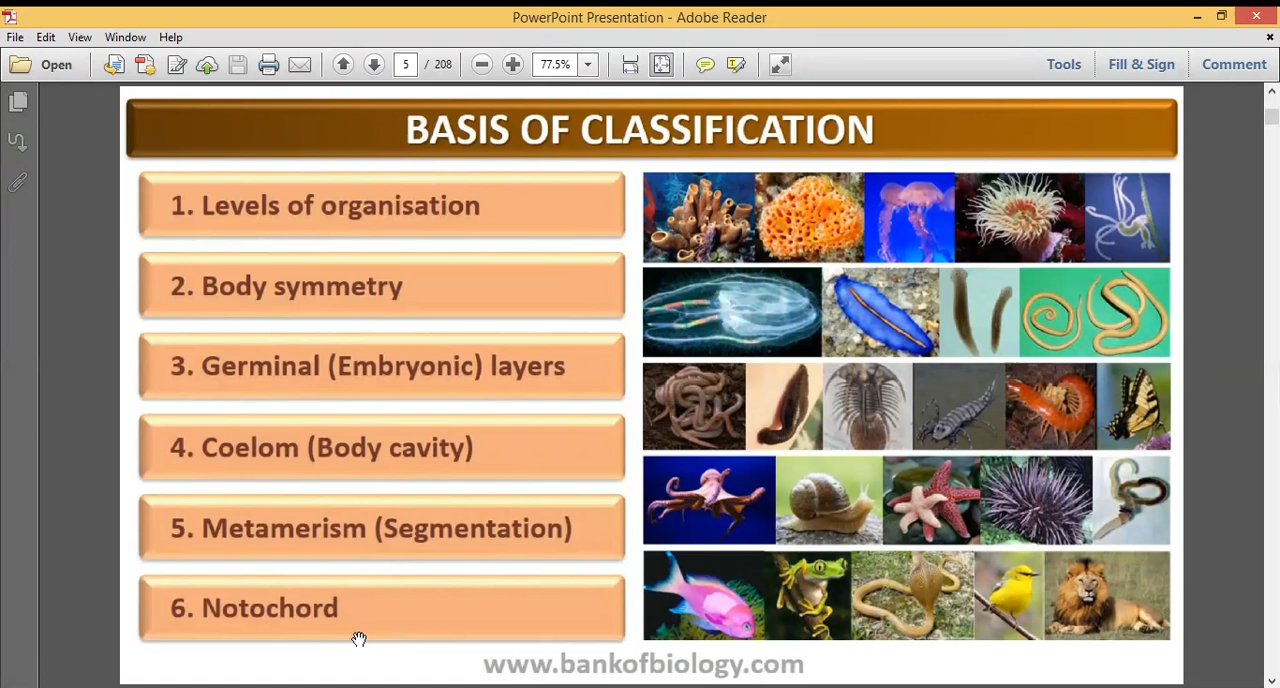 PowerPoint Presentation - Adobe Reader
File Edit View Window Help
Open 5 / 208 77.5% Tools Fill & Sign Comment
BASIS OF CLASSIFICATION
1. Levels of organisation
2. Body symmetry
3. Germinal (Embryonic) layers
4. Coelom (Body cavity)
5. Metamerism (Segmentation)
6. Notochord
www.bankofbiology.com